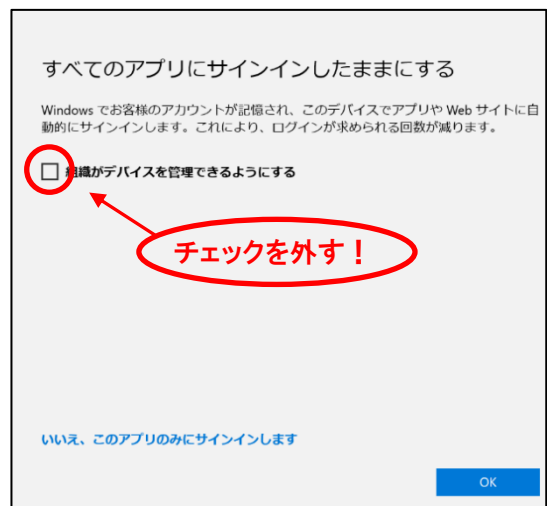 すべてのアプリにサインインしたままにする
Windows でお客様のアカウントが記憶され、このデバイスでアプリや Web サイトに自
動的にサインインします。これにより、ログインが求められる回数が減ります。
組織がデバイスを管理できるようにする
チェックを外す！
いいえ、このアプリのみにサインインします
OK